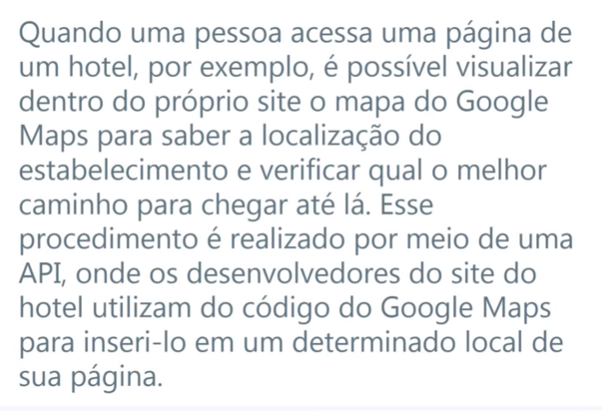 Quando uma pessoa acessa uma página de
um hotel, por exemplo, é possível visualizar
dentro do próprio site o mapa do Google
Maps para saber a localização do
estabelecimento e verificar qual o melhor
caminho para chegar até lá. Esse
procedimento é realizado por meio de uma
API, onde os desenvolvedores do site do
hotel utilizam do código do Google Maps
para inseri-lo em um determinado local de
sua página.